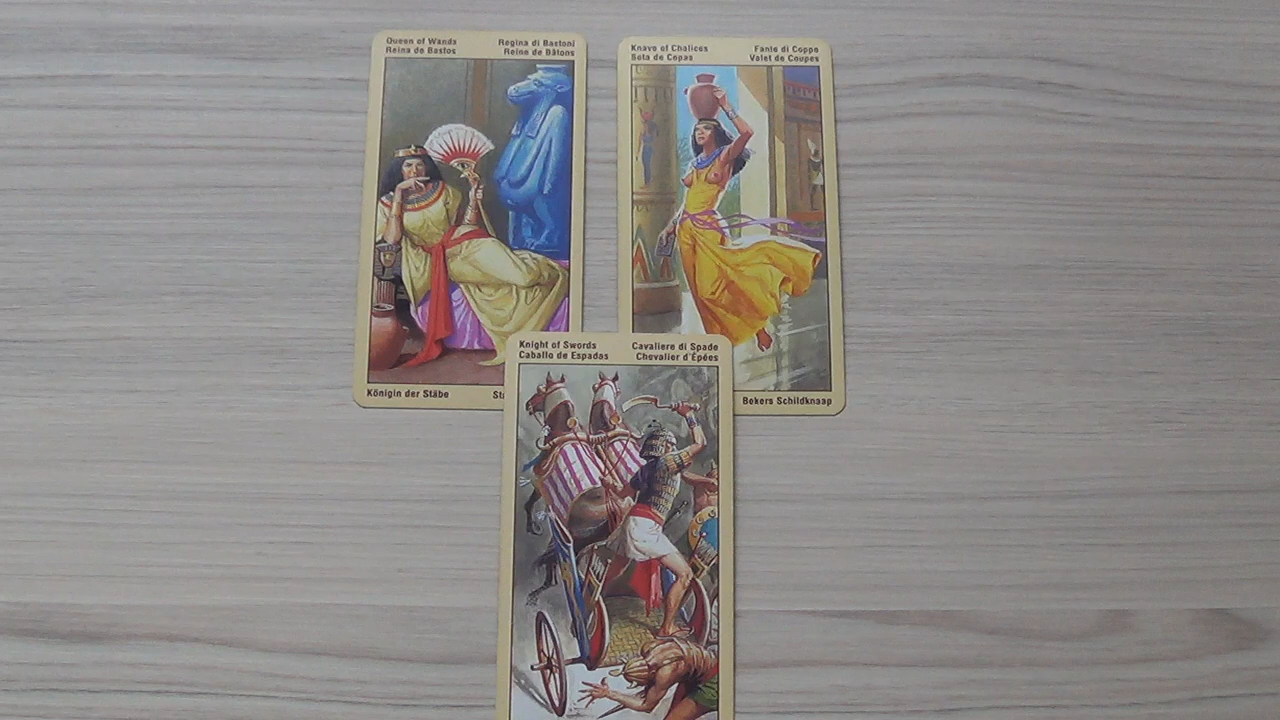 Queen of Wands
Reina de Bastos
Regina di Bastoni
Reine de Bâtons
Königin der Stäbe
Knave of Chalices
Sota de Copas
Fante di Coppe
Valet de Coupes
Bekers Schildknaap
Knight of Swords
Caballo de Espadas
Cavaliere di Spade
Chevalier d'Épées